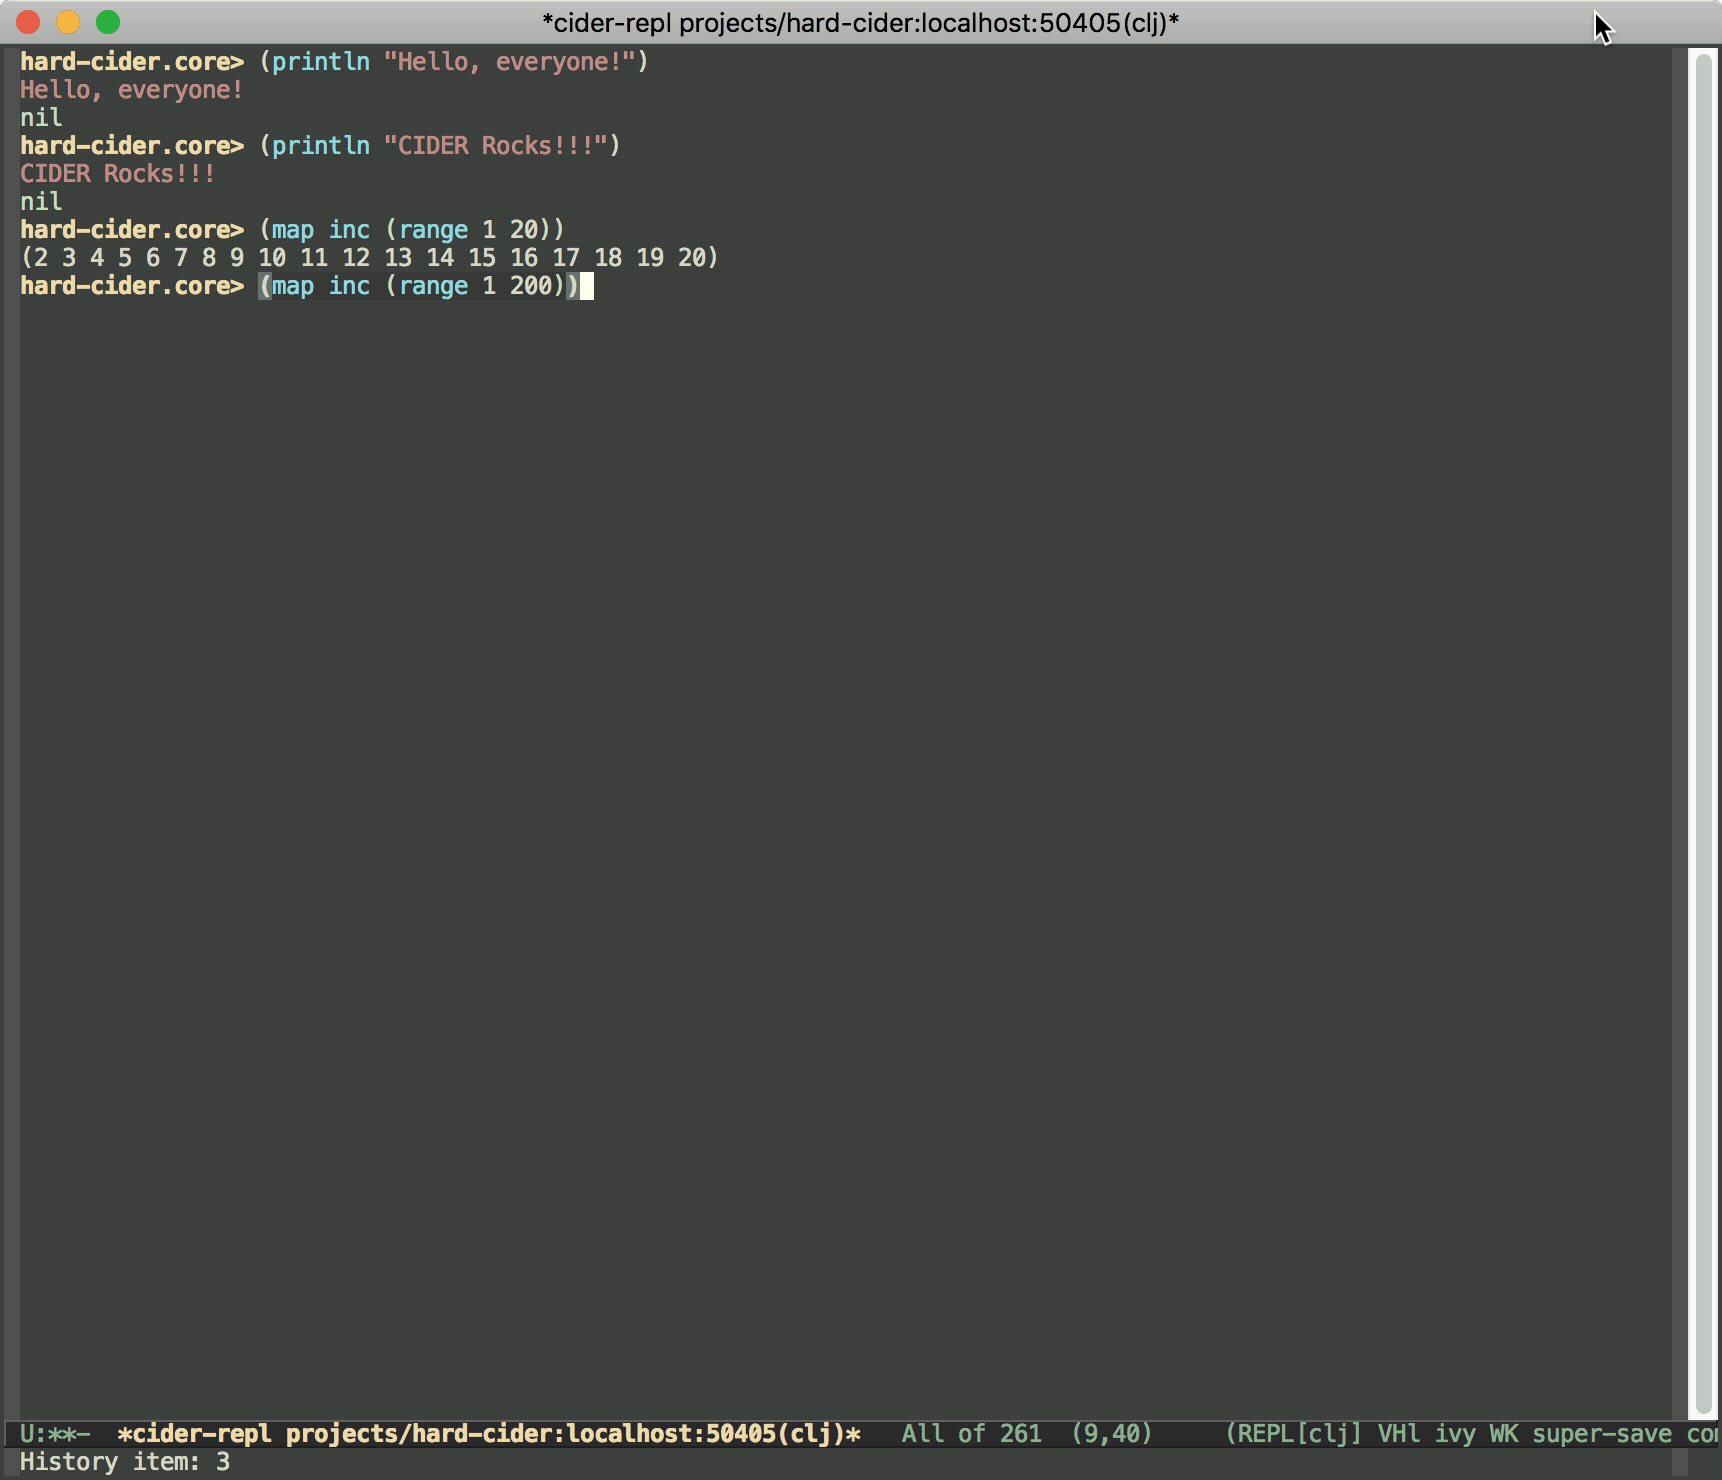 *cider-repl projects/hard-cider:localhost:50405(clj)*
hard-cider.core> (println "Hello, everyone!")
Hello, everyone!
nil
hard-cider.core> (println "CIDER Rocks!!!")
CIDER Rocks!!!
nil
hard-cider.core> (map inc (range 1 20))
(2 3 4 5 6 7 8 9 10 11 12 13 14 15 16 17 18 19 20)
hard-cider.core> (map inc (range 1 200))
U:**-  *cider-repl projects/hard-cider:localhost:50405(clj)*   All of 261  (9,40)     (REPL[clj] VHl ivy WK super-save
History item: 3